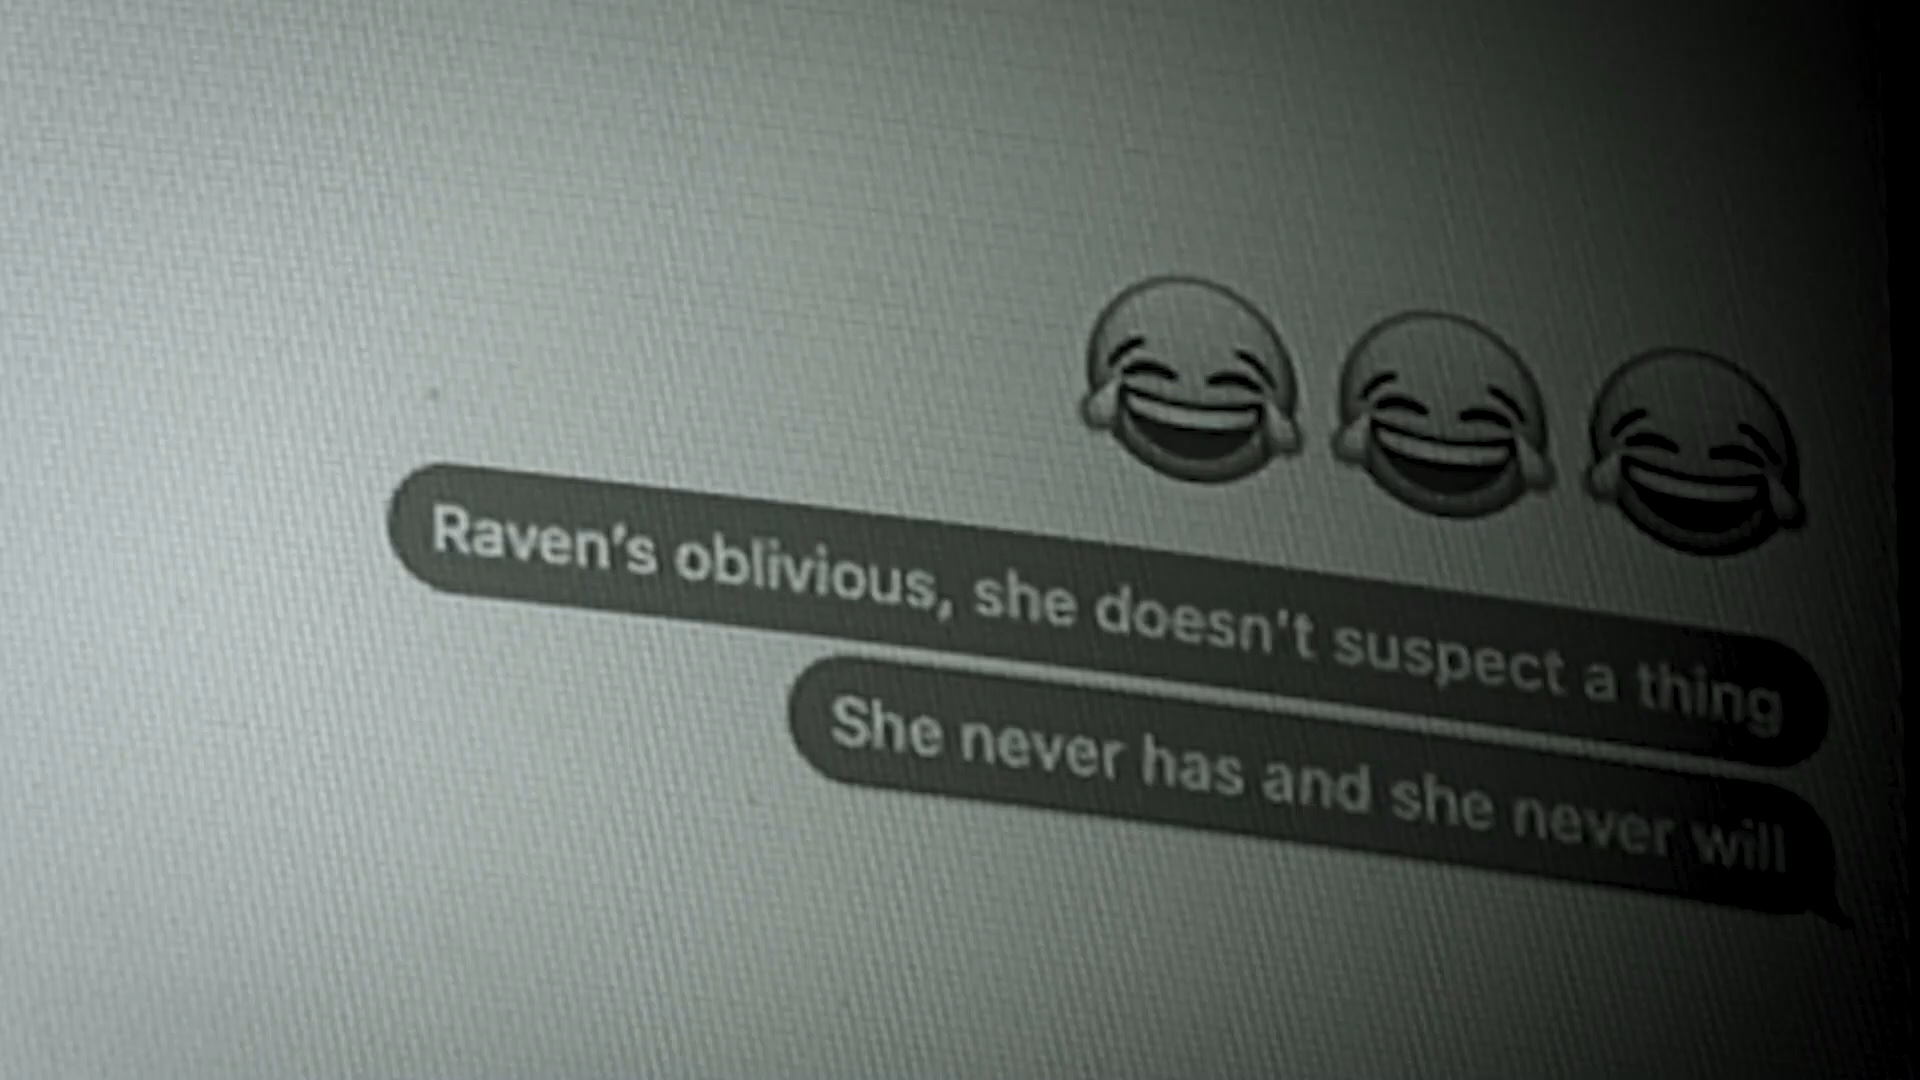 😂😂😂
Raven's oblivious, she doesn't suspect a thing
She never has and she never will